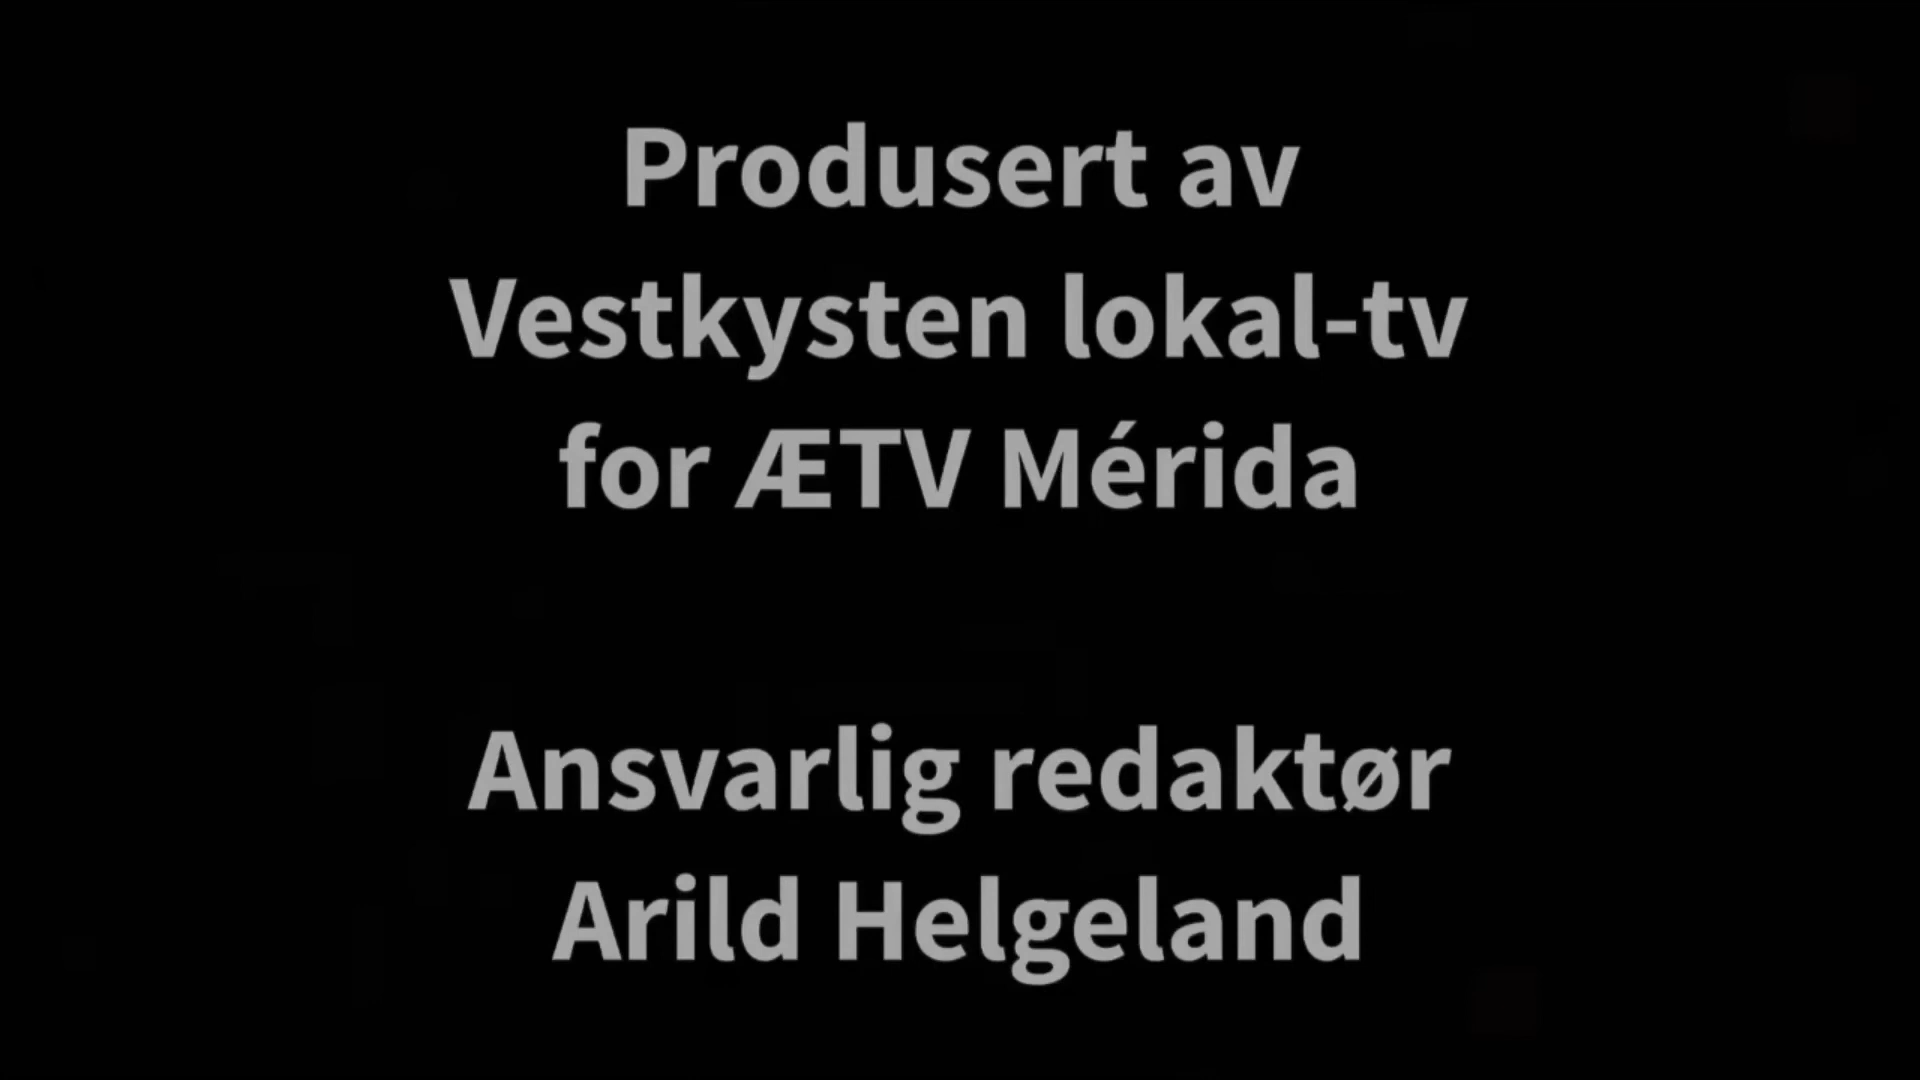 Produsert av
Vestkysten lokal-tv
for ÆTV Mérida
Ansvarlig redaktør
Arild Helgeland